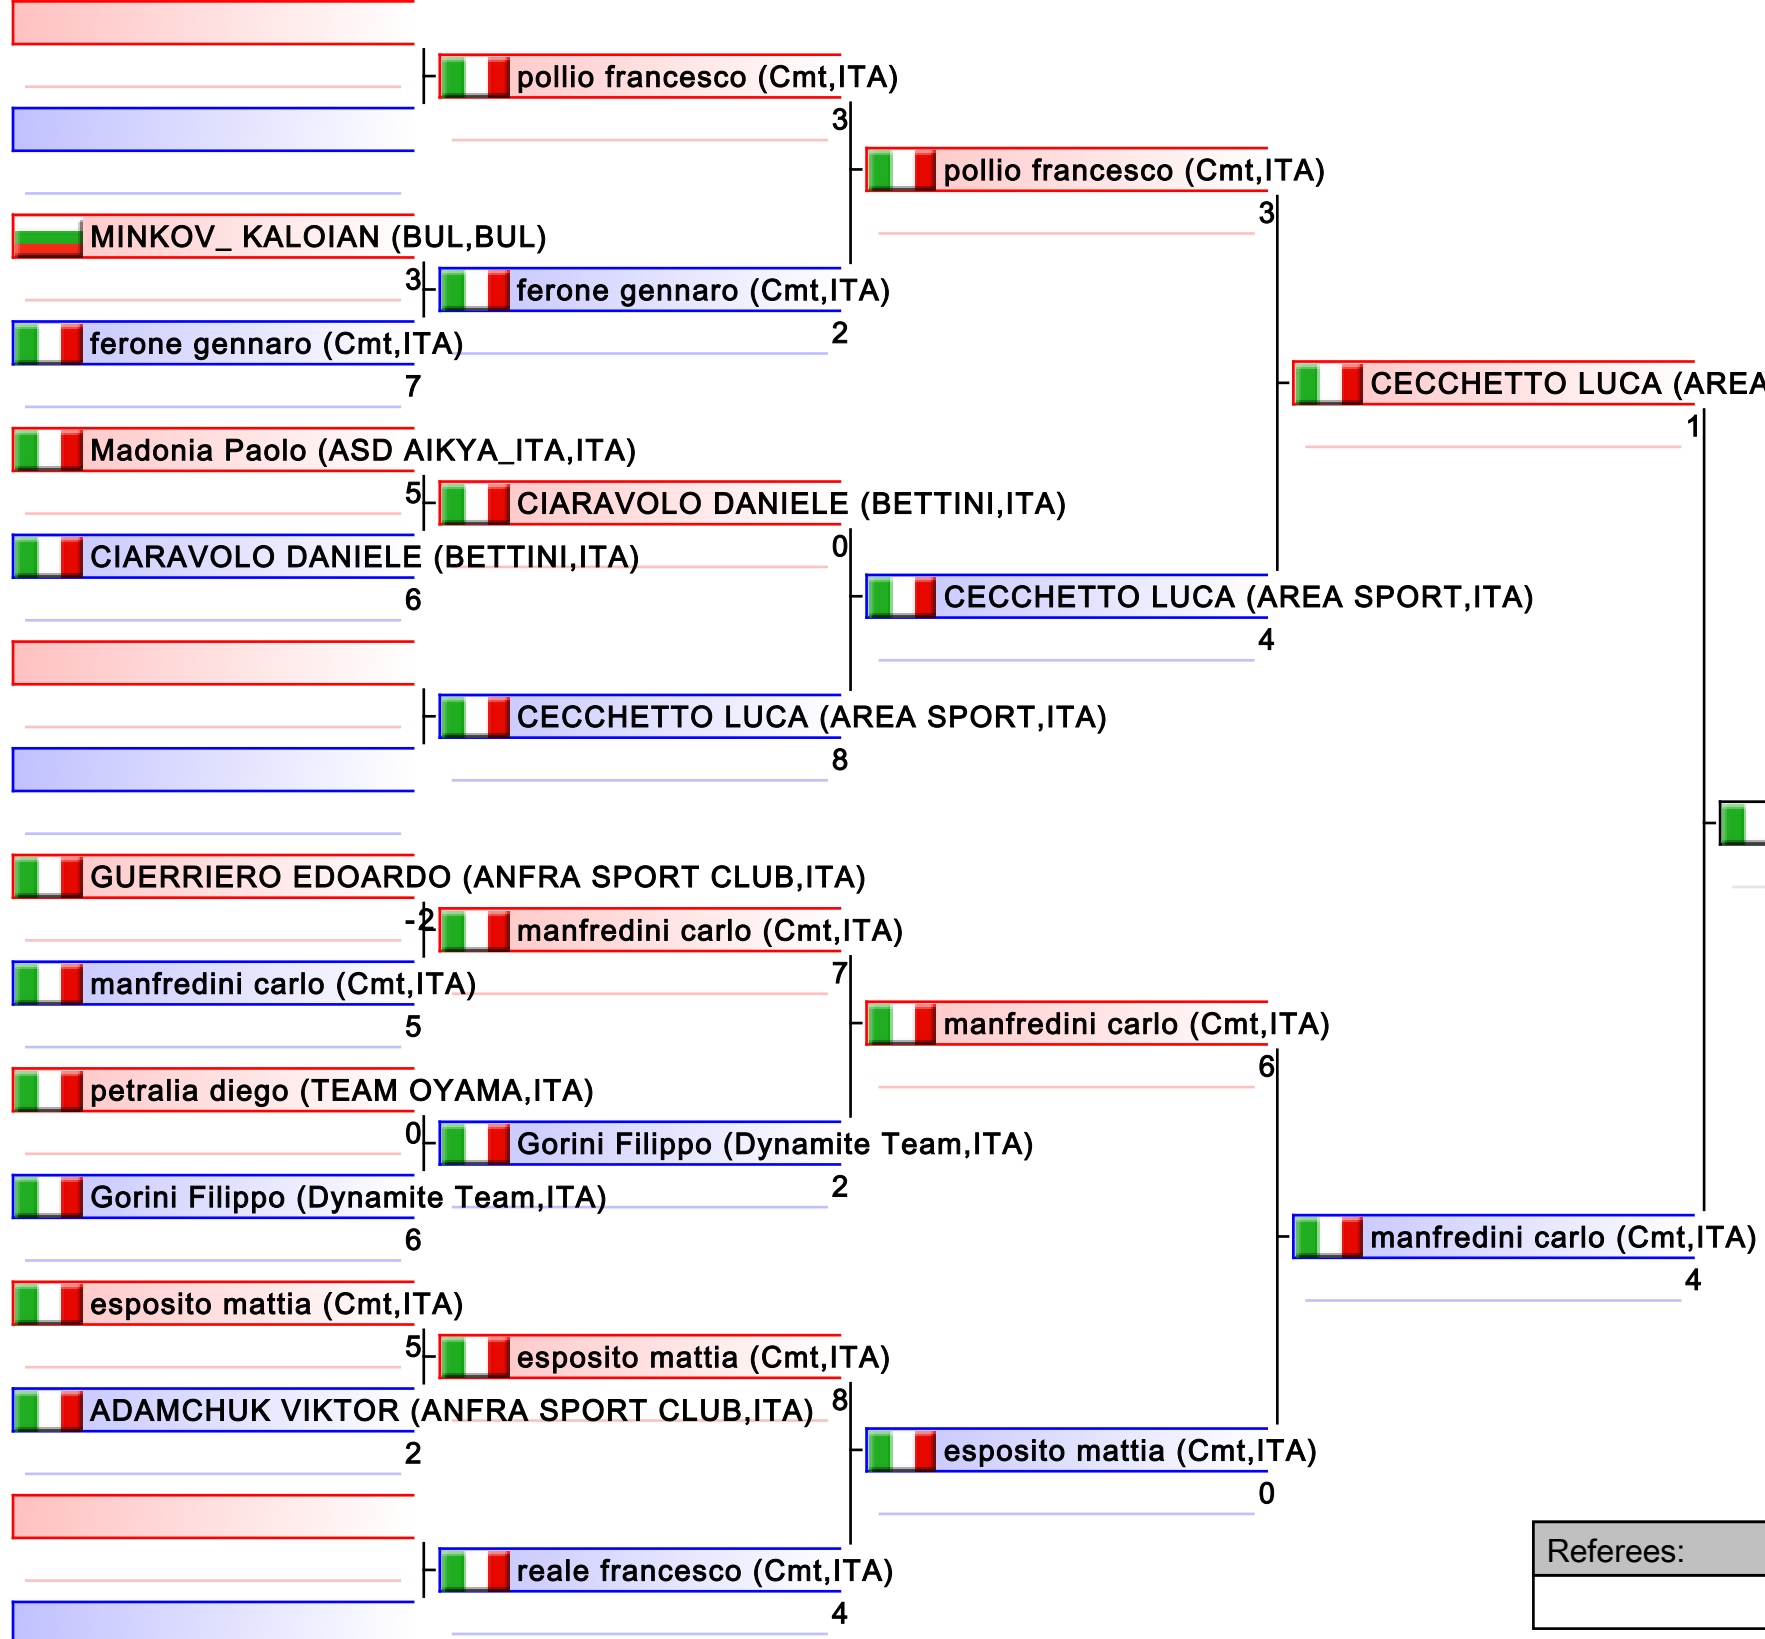 pollio francesco (Cmt,ITA)
3
pollio francesco (Cmt,ITA)
3
MINKOV_ KALOIAN (BUL,BUL)
3
ferone gennaro (Cmt,ITA)
2
ferone gennaro (Cmt,ITA)
7
CECCHETTO LUCA (AREA
1
Madonia Paolo (ASD AIKYA_ITA,ITA)
5
CIARAVOLO DANIELE (BETTINI,ITA)
0
CIARAVOLO DANIELE (BETTINI,ITA)
6
CECCHETTO LUCA (AREA SPORT,ITA)
4
CECCHETTO LUCA (AREA SPORT,ITA)
8
GUERRIERO EDOARDO (ANFRA SPORT CLUB,ITA)
-2
manfredini carlo (Cmt,ITA)
7
manfredini carlo (Cmt,ITA)
5
manfredini carlo (Cmt,ITA)
6
petralia diego (TEAM OYAMA,ITA)
0
Gorini Filippo (Dynamite Team,ITA)
2
Gorini Filippo (Dynamite Team,ITA)
6
manfredini carlo (Cmt,ITA)
4
esposito mattia (Cmt,ITA)
5
esposito mattia (Cmt,ITA)
8
ADAMCHUK VIKTOR (ANFRA SPORT CLUB,ITA)
2
esposito mattia (Cmt,ITA)
0
reale francesco (Cmt,ITA)
4
Referees: